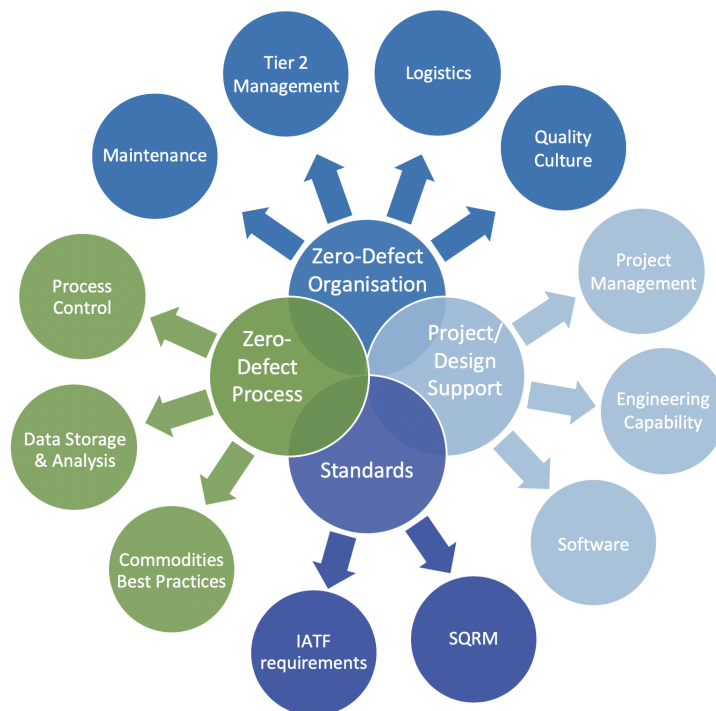 Tier 2
Management
Logistics
Maintenance
Quality
Culture
Zero-Defect
Organisation
Project
Management
Process
Control
Zero-
Defect
Process
Project/
Design
Support
Engineering
Capability
Data Storage
& Analysis
Standards
Software
Commodities
Best Practices
IATF
requirements
SQRM